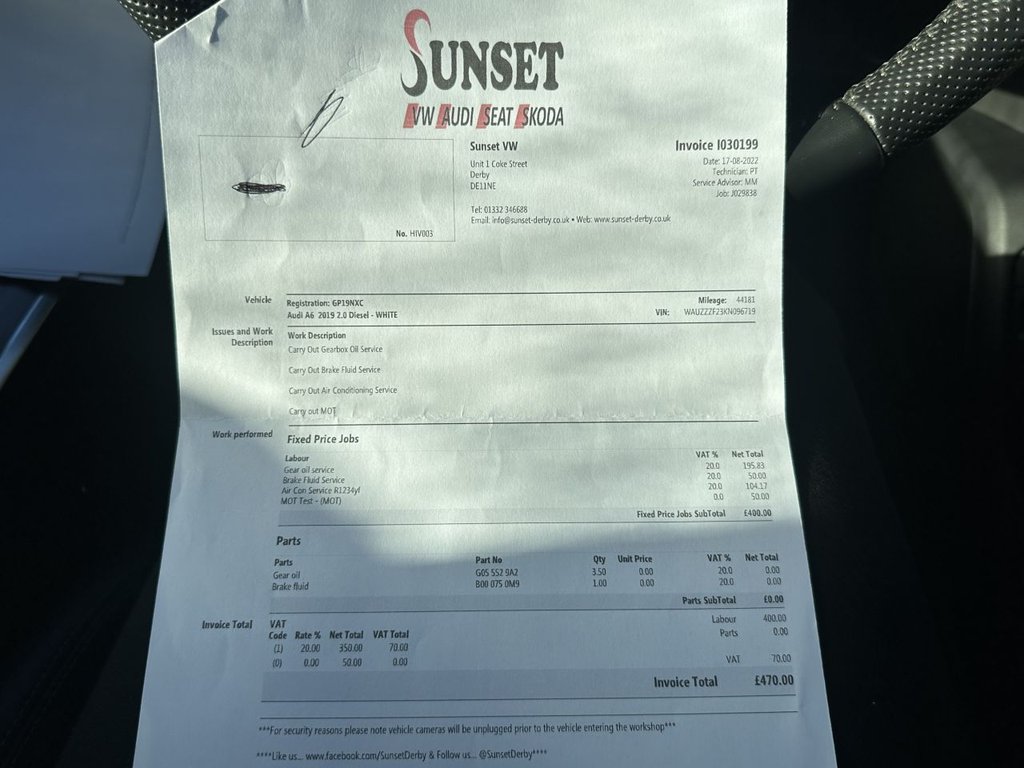 SUNSET
VW AUDI SEAT SKODA
Sunset VW
Unit 1 Coke Street
Derby
DE11NE
Tel: 01332 346688
Email: info@sunset-derby.co.uk • Web: www.sunset-derby.co.uk
Invoice I030199
Date: 17-08-2022
Technician: PT
Service Advisor: MM
Job: J029838
No. HIV003
Vehicle
Registration: GP19NXC
Mileage: 44181
Audi A6 2019 2.0 Diesel - WHITE
VIN: WAUZZZF23KN096719
Issues and Work Description
Work Description
Carry Out Gearbox Oil Service
Carry Out Brake Fluid Service
Carry Out Air Conditioning Service
Carry out MOT
Work performed
Fixed Price Jobs
Labour VAT % Net Total
Gear oil service 20.0 195.83
Brake Fluid Service 20.0 50.00
Air Con Service R1234yf 20.0 104.17
MOT Test - (MOT) 0.0 50.00
Fixed Price Jobs SubTotal £400.00
Parts
Parts Part No Qty Unit Price VAT % Net Total
Gear oil G05 552 9A2 3.50 0.00 20.0 0.00
Brake fluid B00 075 0M9 1.00 0.00 20.0 0.00
Parts SubTotal £0.00
Invoice Total
VAT
Code Rate % Net Total VAT Total
(1) 20.00 350.00 70.00
(0) 0.00 50.00 0.00
Labour 400.00
Parts 0.00
VAT 70.00
Invoice Total £470.00
***For security reasons please note vehicle cameras will be unplugged prior to the vehicle entering the workshop***
****Like us... www.facebook.com/SunsetDerby & Follow us... @SunsetDerby****